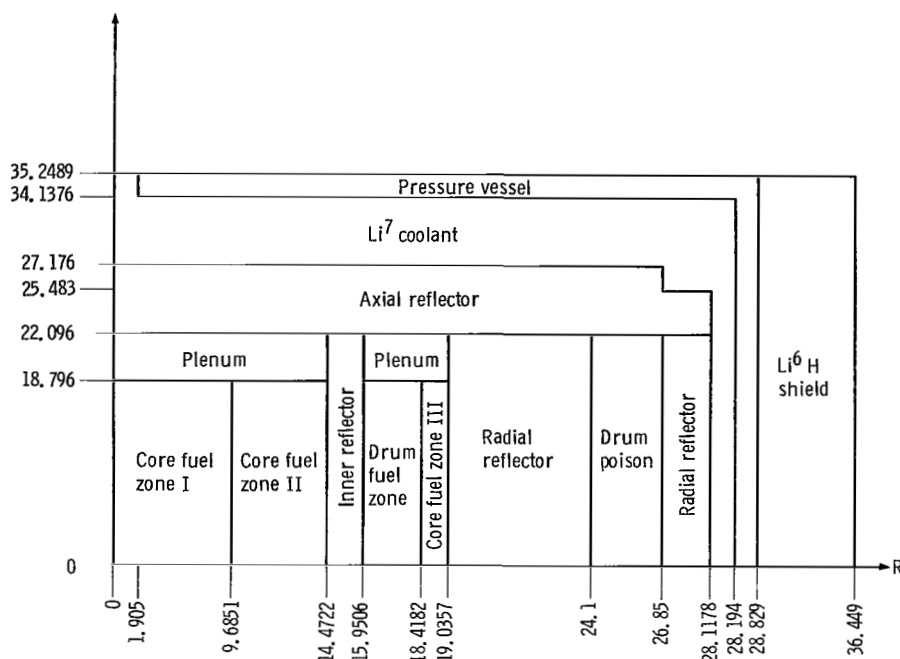 35.2489
34.1376
Pressure vessel
Li⁷ coolant
27.176
25.483
Axial reflector
22.096
Plenum
Plenum
18.796
Li⁶ H
shield
Core fuel
zone I
Core fuel
zone II
Inner reflector
Drum
fuel
zone
Core fuel zone III
Radial
reflector
Drum
poison
Radial reflector
0
R
0
1.905
9.6851
14.4722
15.9506
18.4182
19.0357
24.1
26.85
28.1178
28.194
28.829
36.449